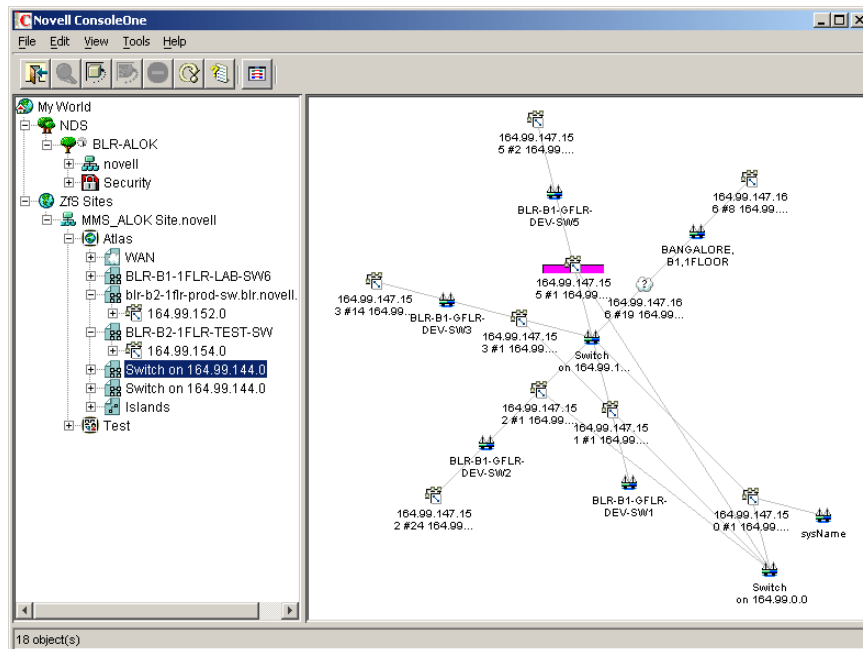 Novell ConsoleOne
File Edit View Tools Help
My World
NDS
BLR-ALOK
novell
Security
ZfS Sites
MMS_ALOK Site.novell
Atlas
WAN
BLR-B1-1FLR-LAB-SW6
blr-b2-1flr-prod-sw.blr.novell.
164.99.152.0
BLR-B2-1FLR-TEST-SW
164.99.154.0
Switch on 164.99.144.0
Switch on 164.99.144.0
Islands
Test
164.99.147.15
5 #2 164.99....
BLR-B1-GFLR-
DEV-SW5
164.99.147.16
6 #8 164.99....
BANGALORE,
B1,1FLOOR
164.99.147.15
5 #1 164.99....
164.99.147.16
6 #19 164.99....
164.99.147.15
3 #14 164.99....
BLR-B1-GFLR-
DEV-SW3
164.99.147.15
3 #1 164.99....
Switch
on 164.99.1...
164.99.147.15
2 #1 164.99....
164.99.147.15
1 #1 164.99....
BLR-B1-GFLR-
DEV-SW2
164.99.147.15
2 #24 164.99....
BLR-B1-GFLR-
DEV-SW1
164.99.147.15
0 #1 164.99....
sysName
Switch
on 164.99.0.0
18 object(s)